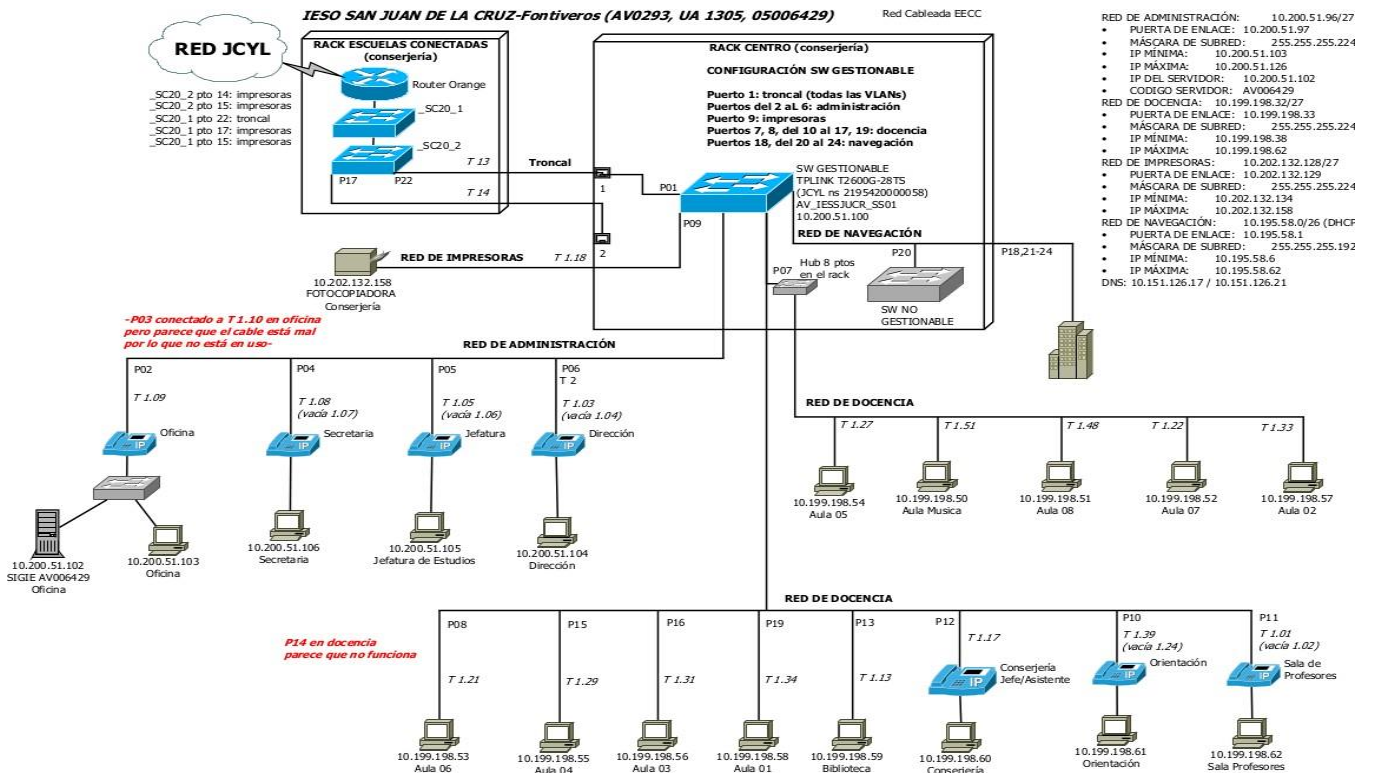 IESO SAN JUAN DE LA CRUZ-Fontiveros (AV0293, UA 1305, 05006429)
Red Cableada EECC
RED JCYL
RACK ESCUELAS CONECTADAS
(conserjería)
Router Orange
_SC20_1
_SC20_2
P17
P22
T 13
T 14
_SC20_2 pto 14: impresoras
_SC20_2 pto 15: impresoras
_SC20_1 pto 22: troncal
_SC20_1 pto 17: impresoras
_SC20_1 pto 15: impresoras
Troncal
1
2
RACK CENTRO (conserjería)
CONFIGURACIÓN SW GESTIONABLE
Puerto 1: troncal (todas las VLANs)
Puertos del 2 aL 6: administración
Puerto 9: impresoras
Puertos 7, 8, del 10 al 17, 19: docencia
Puertos 18, del 20 al 24: navegación
P01
P09
SW GESTIONABLE
TPLINK T2600G-28TS
(JCYL ns 2195420000058)
AV_IESSJUCR_SS01
10.200.51.100
RED DE NAVEGACIÓN
P20
P18,21-24
P07
Hub 8 ptos
en el rack
SW NO
GESTIONABLE
RED DE ADMINISTRACIÓN: 10.200.51.96/27
• PUERTA DE ENLACE: 10.200.51.97
• MÁSCARA DE SUBRED: 255.255.255.224
• IP MÍNIMA: 10.200.51.103
• IP MÁXIMA: 10.200.51.126
• IP DEL SERVIDOR: 10.200.51.102
• CODIGO SERVIDOR: AV006429
RED DE DOCENCIA: 10.199.198.32/27
• PUERTA DE ENLACE: 10.199.198.33
• MÁSCARA DE SUBRED: 255.255.255.224
• IP MÍNIMA: 10.199.198.38
• IP MÁXIMA: 10.199.198.62
RED DE IMPRESORAS: 10.202.132.128/27
• PUERTA DE ENLACE: 10.202.132.129
• MÁSCARA DE SUBRED: 255.255.255.224
• IP MÍNIMA: 10.202.132.134
• IP MÁXIMA: 10.202.132.158
RED DE NAVEGACIÓN: 10.195.58.0/26 (DHCP
• PUERTA DE ENLACE: 10.195.58.1
• MÁSCARA DE SUBRED: 255.255.255.192
• IP MÍNIMA: 10.195.58.6
• IP MÁXIMA: 10.195.58.62
DNS: 10.151.126.17 / 10.151.126.21
RED DE IMPRESORAS
T 1.18
10.202.132.158
FOTOCOPIADORA
Conserjería
-P03 conectado a T 1.10 en oficina
pero parece que el cable está mal
por lo que no está en uso-
RED DE ADMINISTRACIÓN
P02
T 1.09
IP
Oficina
P04
T 1.08
(vacía 1.07)
IP
Secretaria
P05
T 1.05
(vacía 1.06)
IP
Jefatura
P06
T 2
T 1.03
(vacía 1.04)
IP
Dirección
10.200.51.102
SIGIE AV006429
Oficina
10.200.51.103
Oficina
10.200.51.106
Secretaria
10.200.51.105
Jefatura de Estudios
10.200.51.104
Dirección
RED DE DOCENCIA
T 1.27
T 1.51
T 1.48
T 1.22
T 1.33
10.199.198.54
Aula 05
10.199.198.50
Aula Musica
10.199.198.51
Aula 08
10.199.198.52
Aula 07
10.199.198.57
Aula 02
RED DE DOCENCIA
P14 en docencia
parece que no funciona
P08
T 1.21
P15
T 1.29
P16
T 1.31
P19
T 1.34
P13
T 1.13
P12
T 1.17
IP
Conserjería
Jefe/Asistente
P10
T 1.39
(vacía 1.24)
IP
Orientación
P11
T 1.01
(vacía 1.02)
IP
Sala de
Profesores
10.199.198.53
Aula 06
10.199.198.55
Aula 04
10.199.198.56
Aula 03
10.199.198.58
Aula 01
10.199.198.59
Biblioteca
10.199.198.60
Conserjería
10.199.198.61
Orientación
10.199.198.62
Sala Profesores